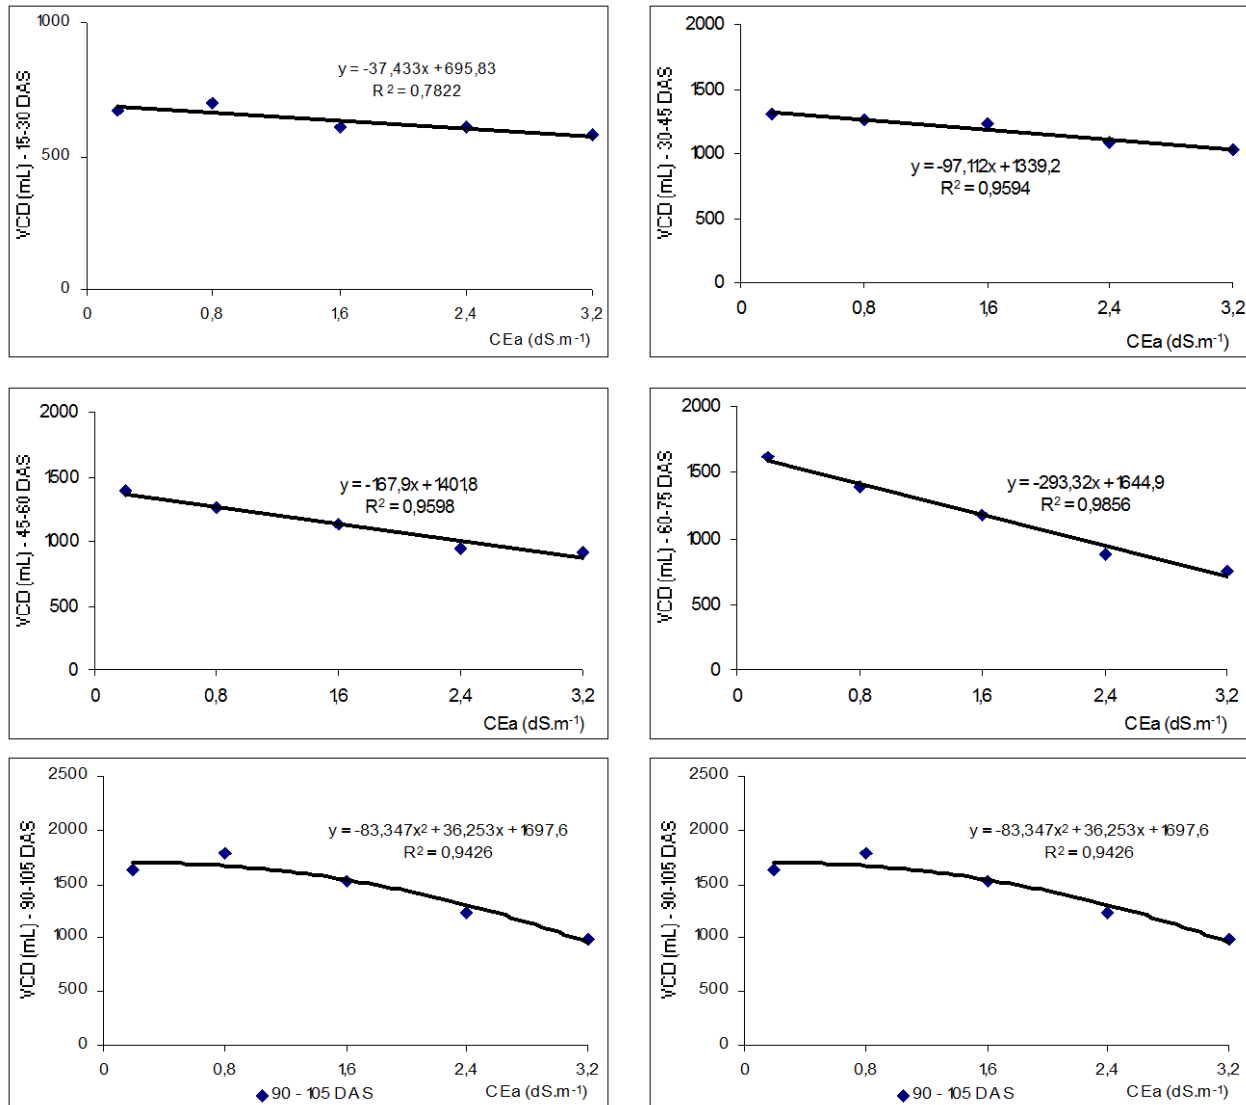 1000
500
0
0
0,8
1,6
2,4
3,2
VCD (mL) - 15-30 DAS
y = -37,433x + 695,83
R² = 0,7822
CEa (dS.m⁻¹)
2000
1500
1000
500
0
0
0,8
1,6
2,4
3,2
VCD (mL) - 30-45 DAS
y = -97,112x + 1339,2
R² = 0,9594
CEa (dS.m⁻¹)
2000
1500
1000
500
0
0
0,8
1,6
2,4
3,2
VCD (mL) - 45-60 DAS
y = -167,9x + 1401,8
R² = 0,9598
CEa (dS.m⁻¹)
2000
1500
1000
500
0
0
0,8
1,6
2,4
3,2
VCD (mL) - 60-75 DAS
y = -293,32x + 1644,9
R² = 0,9856
CEa (dS.m⁻¹)
2500
2000
1500
1000
500
0
0
0,8
1,6
2,4
3,2
VCD (mL) - 90-105 DAS
y = -83,347x² + 36,253x + 1697,6
R² = 0,9426
90 - 105 DAS
CEa (dS.m⁻¹)
2500
2000
1500
1000
500
0
0
0,8
1,6
2,4
3,2
VCD (mL) - 90-105 DAS
y = -83,347x² + 36,253x + 1697,6
R² = 0,9426
90 - 105 DAS
CEa (dS.m⁻¹)